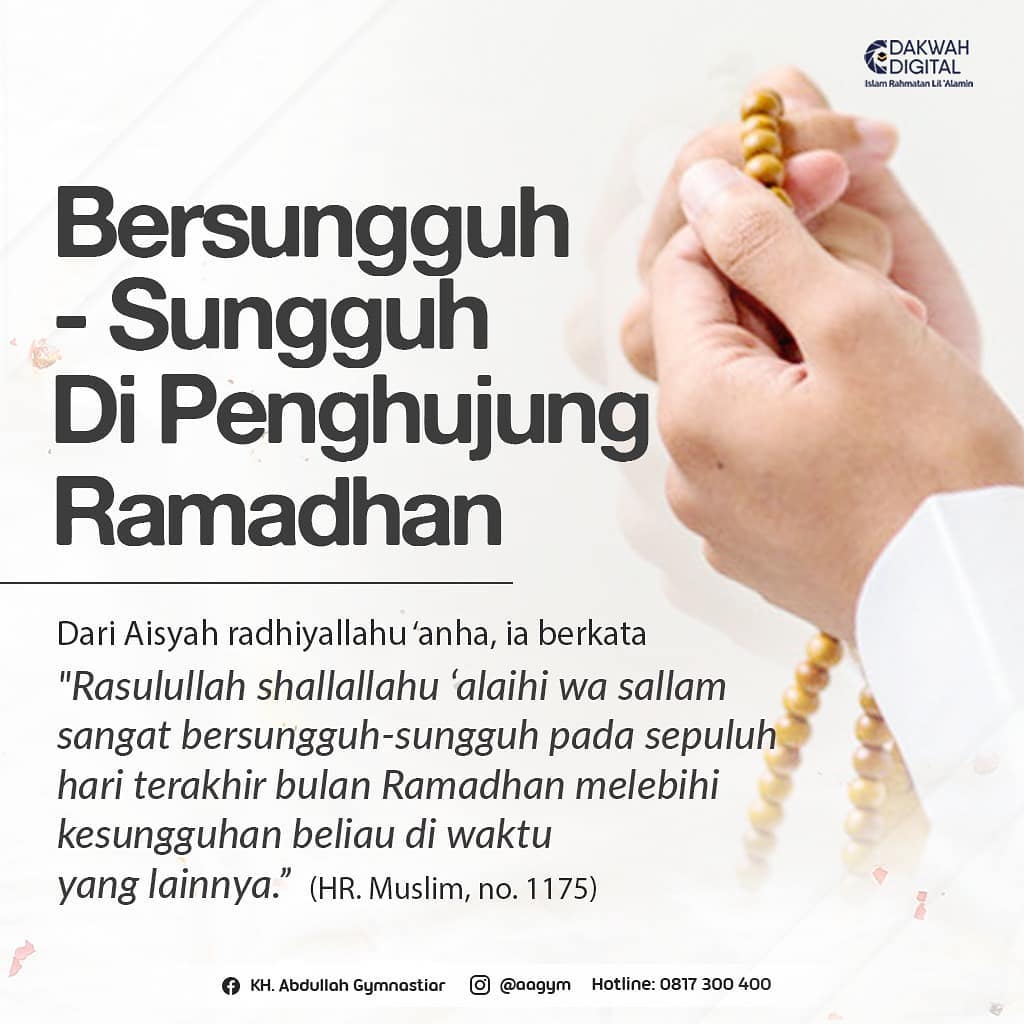 DAKWAH
DIGITAL
Islam Rahmatan Lil 'Alamin
Bersungguh
- Sungguh
Di Penghujung
Ramadhan
Dari Aisyah radhiyallahu ‘anha, ia berkata
"Rasulullah shallallahu ‘alaihi wa sallam
sangat bersungguh-sungguh pada sepuluh
hari terakhir bulan Ramadhan melebihi
kesungguhan beliau di waktu
yang lainnya.” (HR. Muslim, no. 1175)
KH. Abdullah Gymnastiar @aagym Hotline: 0817 300 400